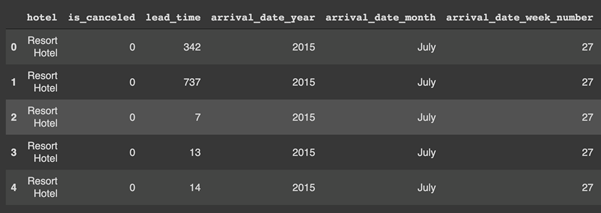 hotel is_canceled lead_time arrival_date_year arrival_date_month arrival_date_week_number
0 Resort Hotel 0 342 2015 July 27
1 Resort Hotel 0 737 2015 July 27
2 Resort Hotel 0 7 2015 July 27
3 Resort Hotel 0 13 2015 July 27
4 Resort Hotel 0 14 2015 July 27